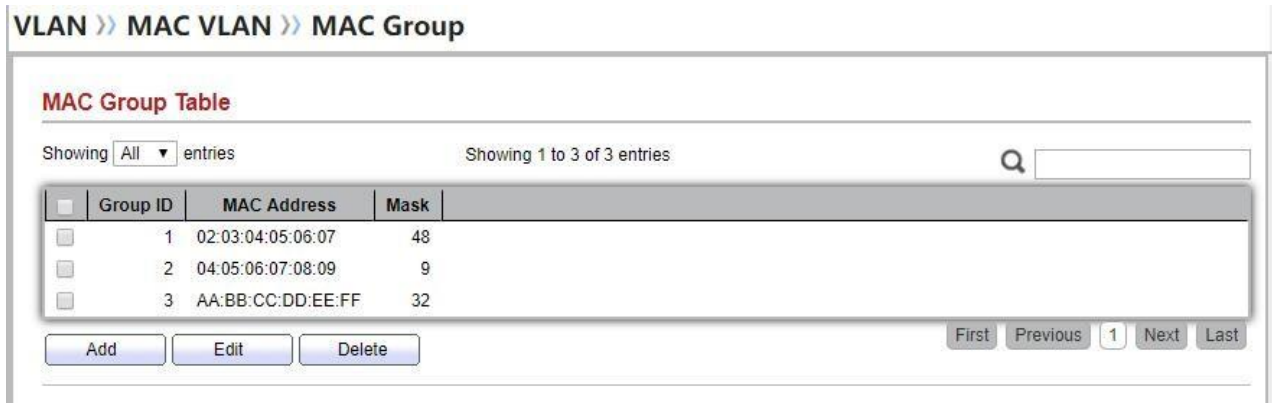 VLAN >> MAC VLAN >> MAC Group
MAC Group Table
Showing All ▼ entries Showing 1 to 3 of 3 entries
Group ID MAC Address Mask
1 02:03:04:05:06:07 48
2 04:05:06:07:08:09 9
3 AA:BB:CC:DD:EE:FF 32
Add Edit Delete First Previous 1 Next Last